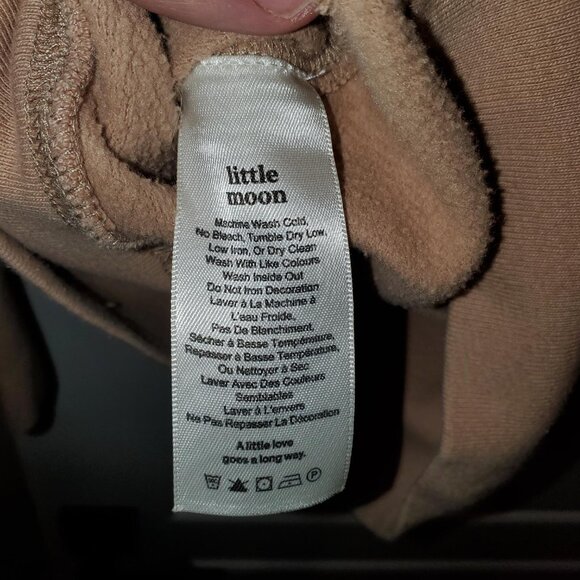 little
moon
Machine Wash Cold,
No Bleach, Tumble Dry Low,
Low Iron, Or Dry Clean
Wash With Like Colours
Wash Inside Out
Do Not Iron Decoration
Laver à La Machine à
L'eau Froide,
Pas De Blanchiment,
Sécher à Basse Température,
Repasser à Basse Température,
Ou Nettoyer à Sec
Laver Avec Des Couleurs
Semblables
Laver à L'envers
Ne Pas Repasser La Décoration
A little love
goes a long way.
P